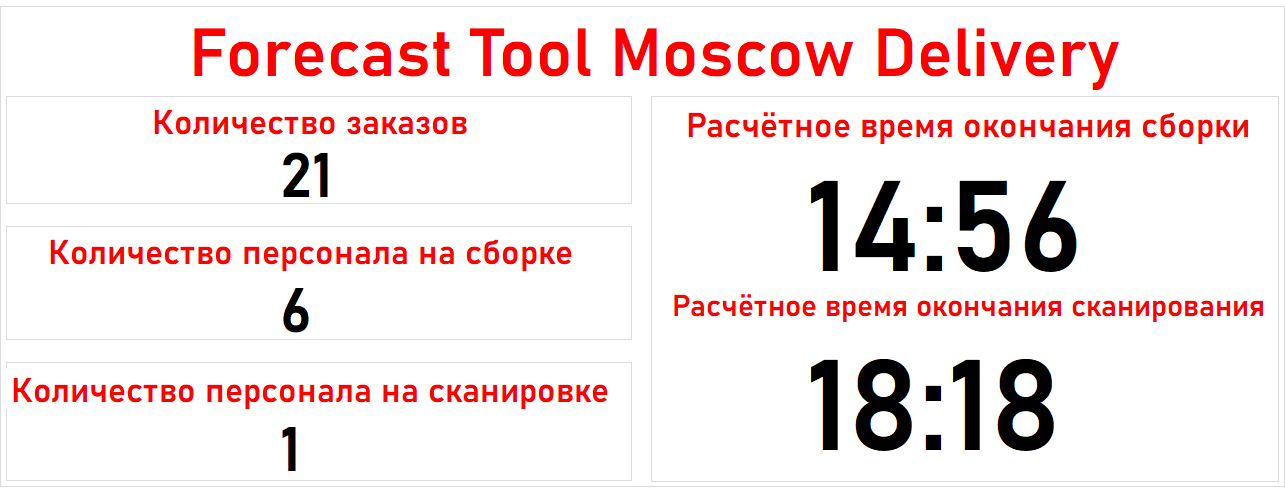 Forecast Tool Moscow Delivery
Количество заказов
21
Количество персонала на сборке
6
Количество персонала на сканировке
1
Расчётное время окончания сборки
14:56
Расчётное время окончания сканирования
18:18